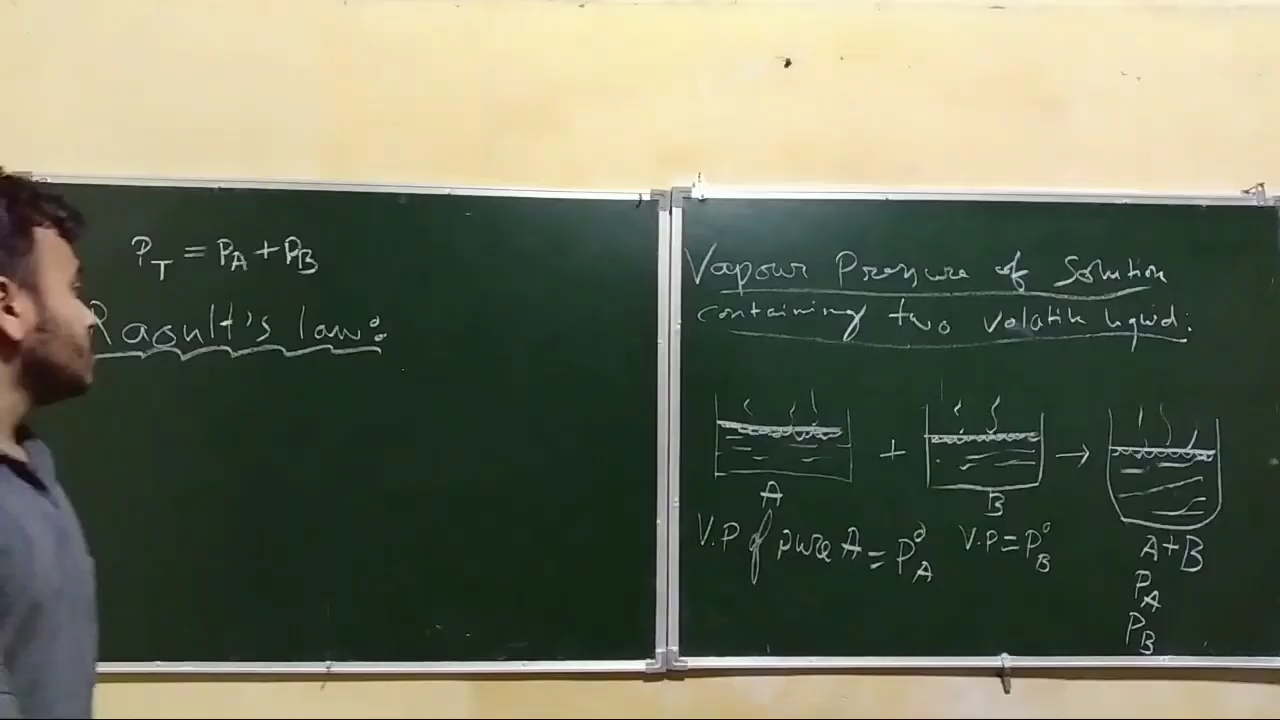 P_T = P_A + P_B
Raoult's law:
Vapour Pressure of Solution
containing two volatile liquid:
A + B → A+B
V.P of pure A = P°_A
V.P = P°_B
P_A
P_B